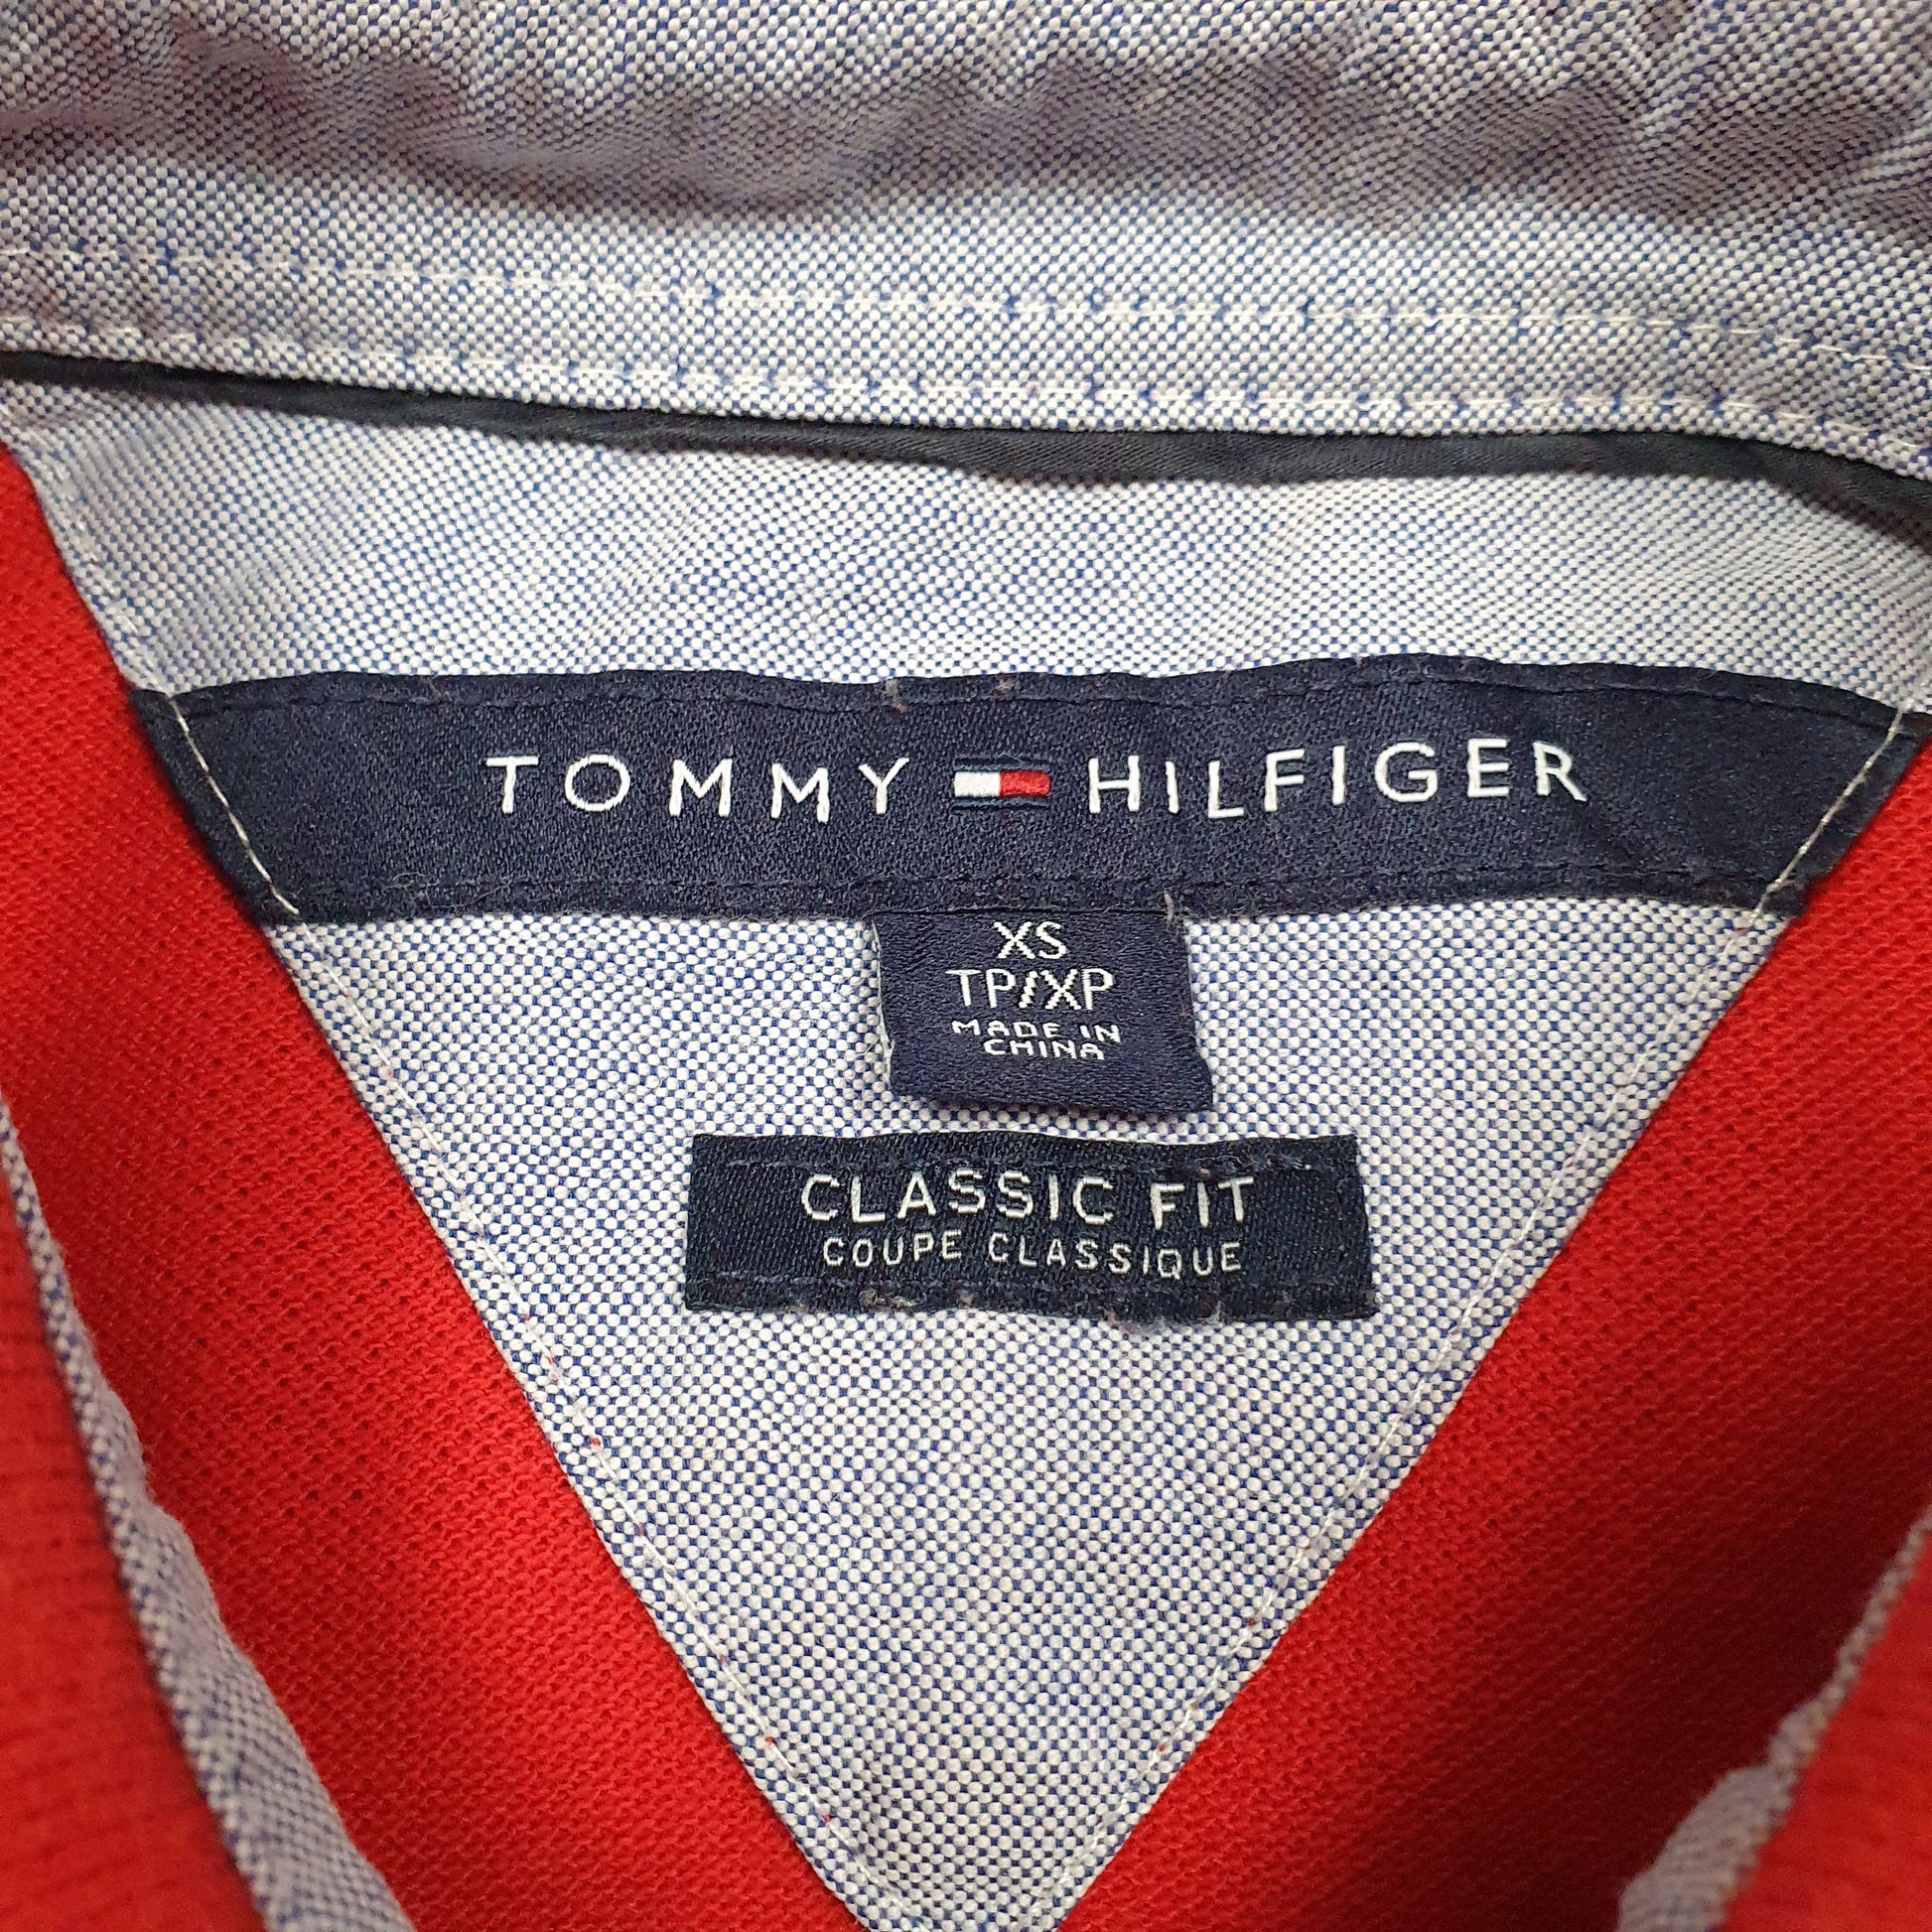 TOMMY HILFIGER
XS
TP/XP
MADE IN
CHINA
CLASSIC FIT
COUPE CLASSIQUE